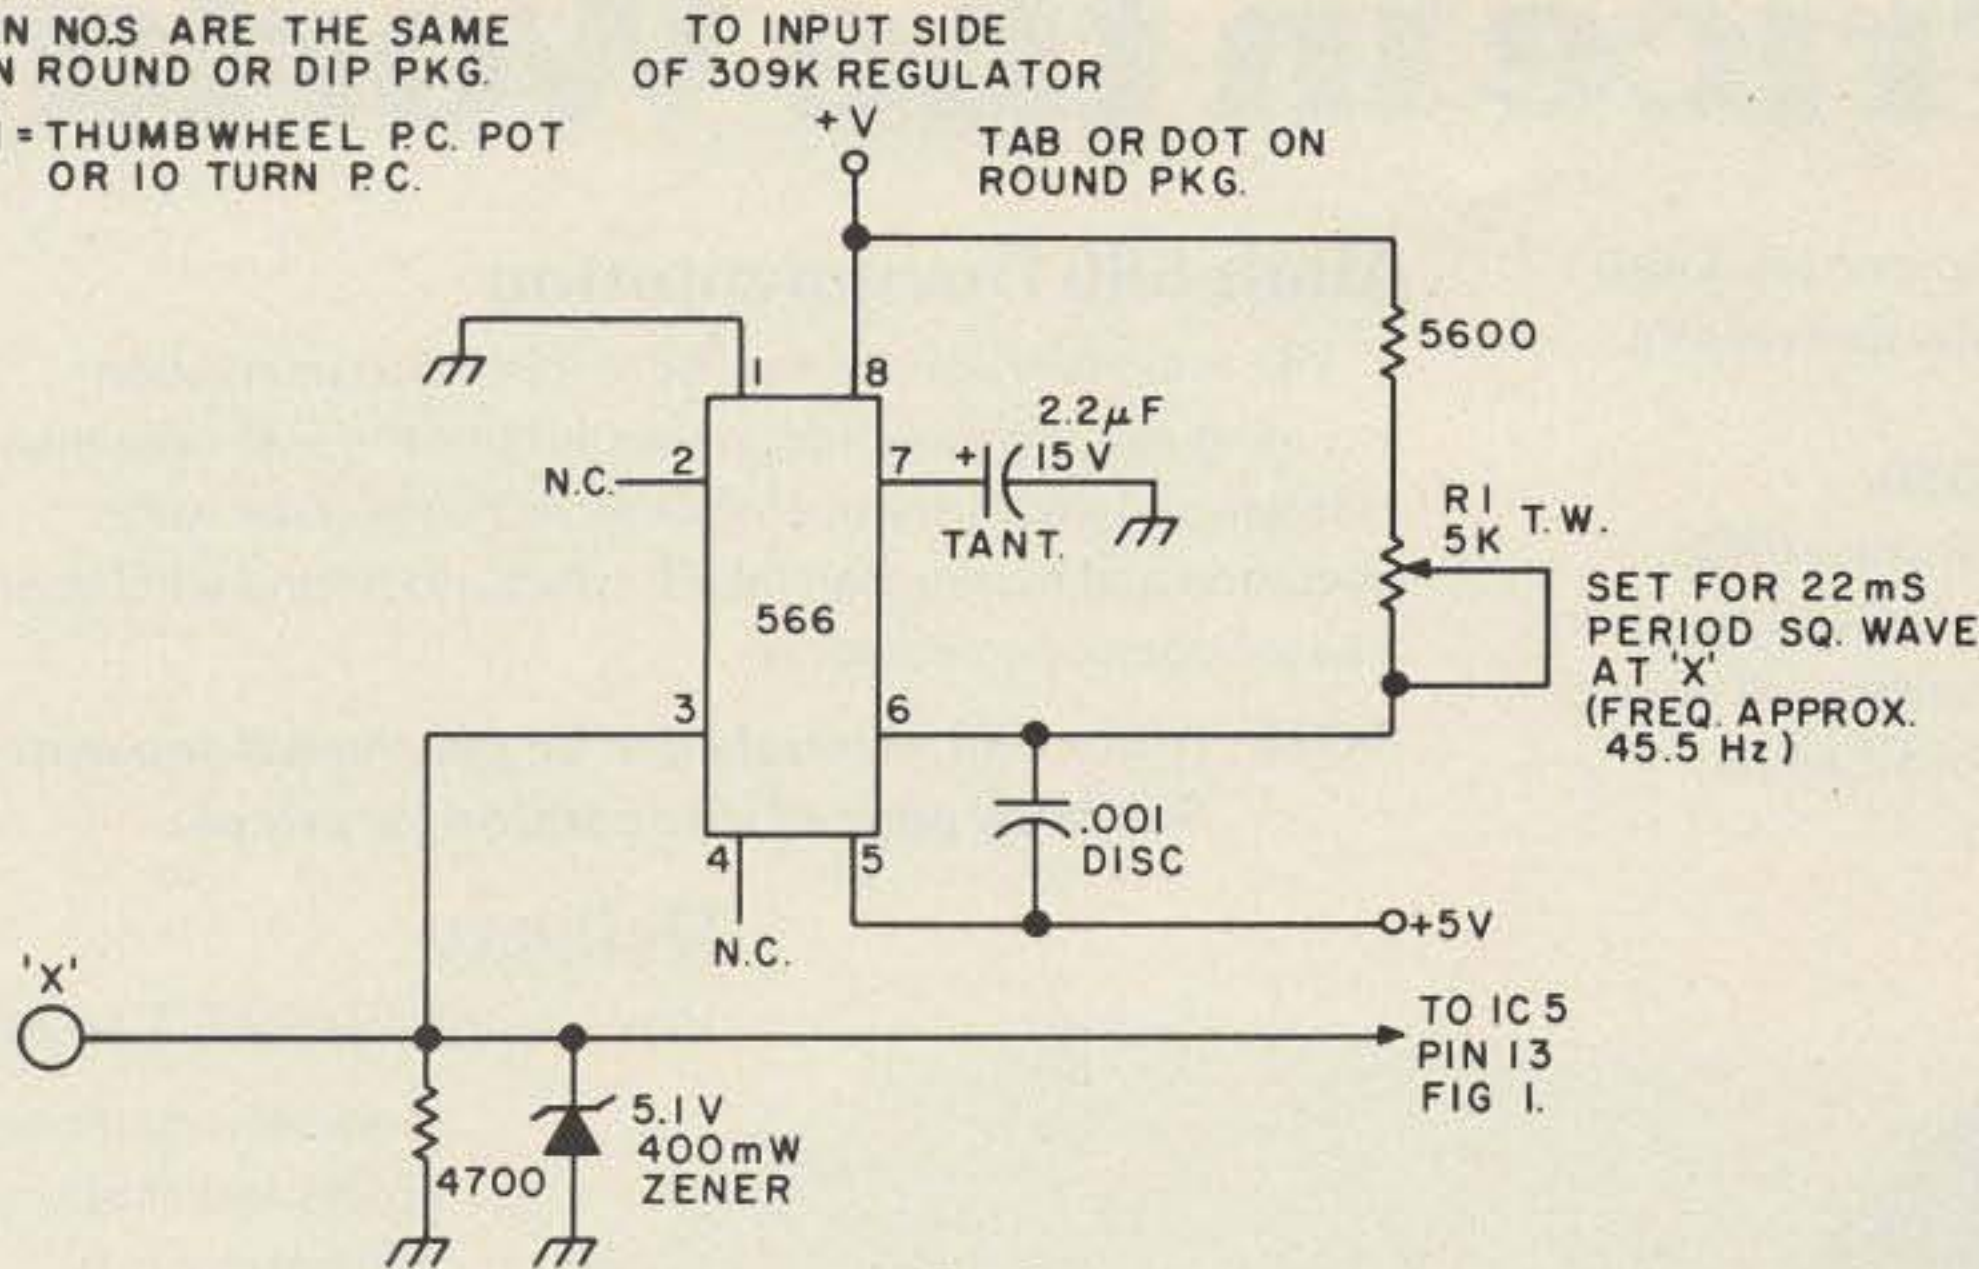 N NO.S ARE THE SAME
N ROUND OR DIP PKG.
= THUMBWHEEL P.C. POT
OR 10 TURN P.C.
TO INPUT SIDE
OF 309K REGULATOR
+V
TAB OR DOT ON
ROUND PKG.
5600
1
8
2.2µF
15V
+
TANT.
N.C.
2
7
R1
5K
T.W.
SET FOR 22mS
PERIOD SQ. WAVE
AT 'X'
(FREQ. APPROX.
45.5 Hz)
566
3
6
.001
DISC
4
5
N.C.
+5V
'X'
TO IC 5
PIN 13
FIG 1.
4700
5.1V
400mW
ZENER